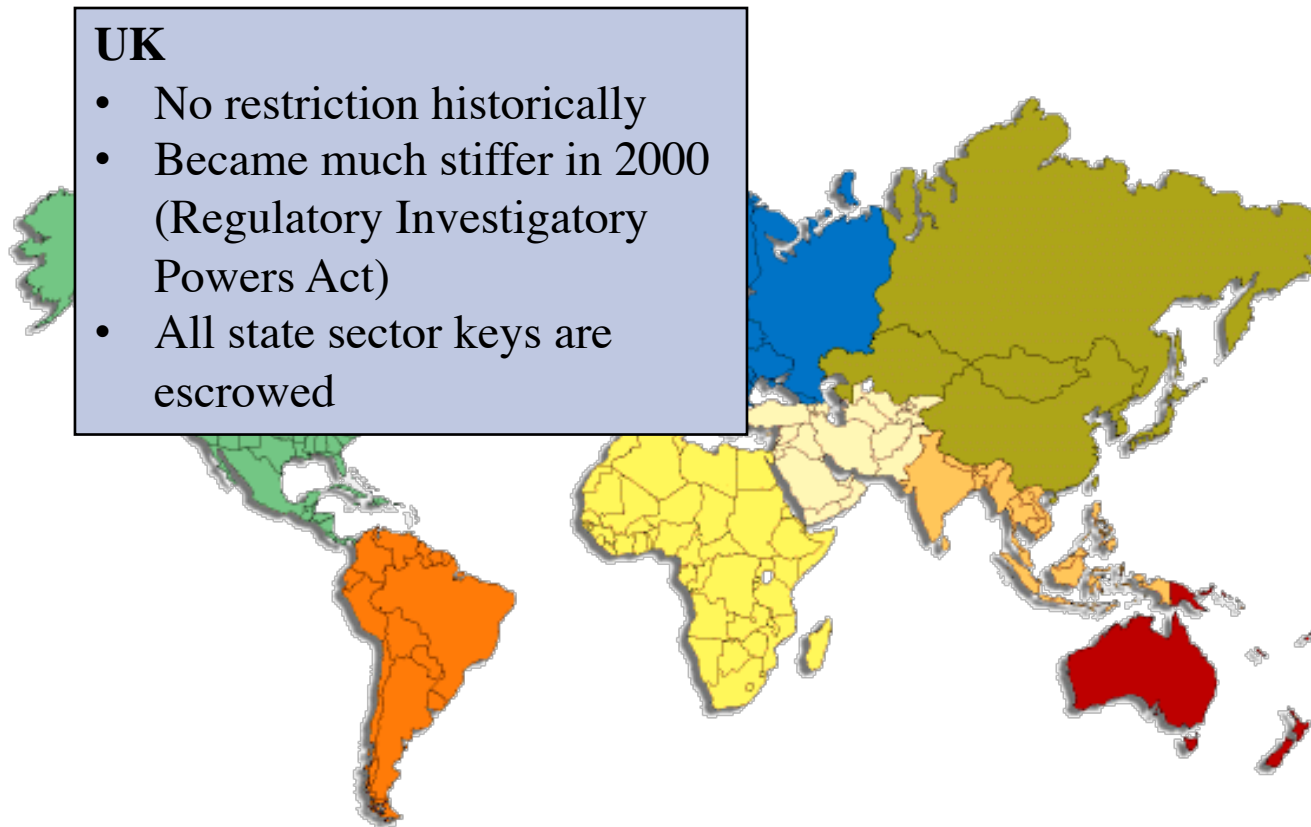 UK
• No restriction historically
• Became much stiffer in 2000
(Regulatory Investigatory
Powers Act)
• All state sector keys are
escrowed